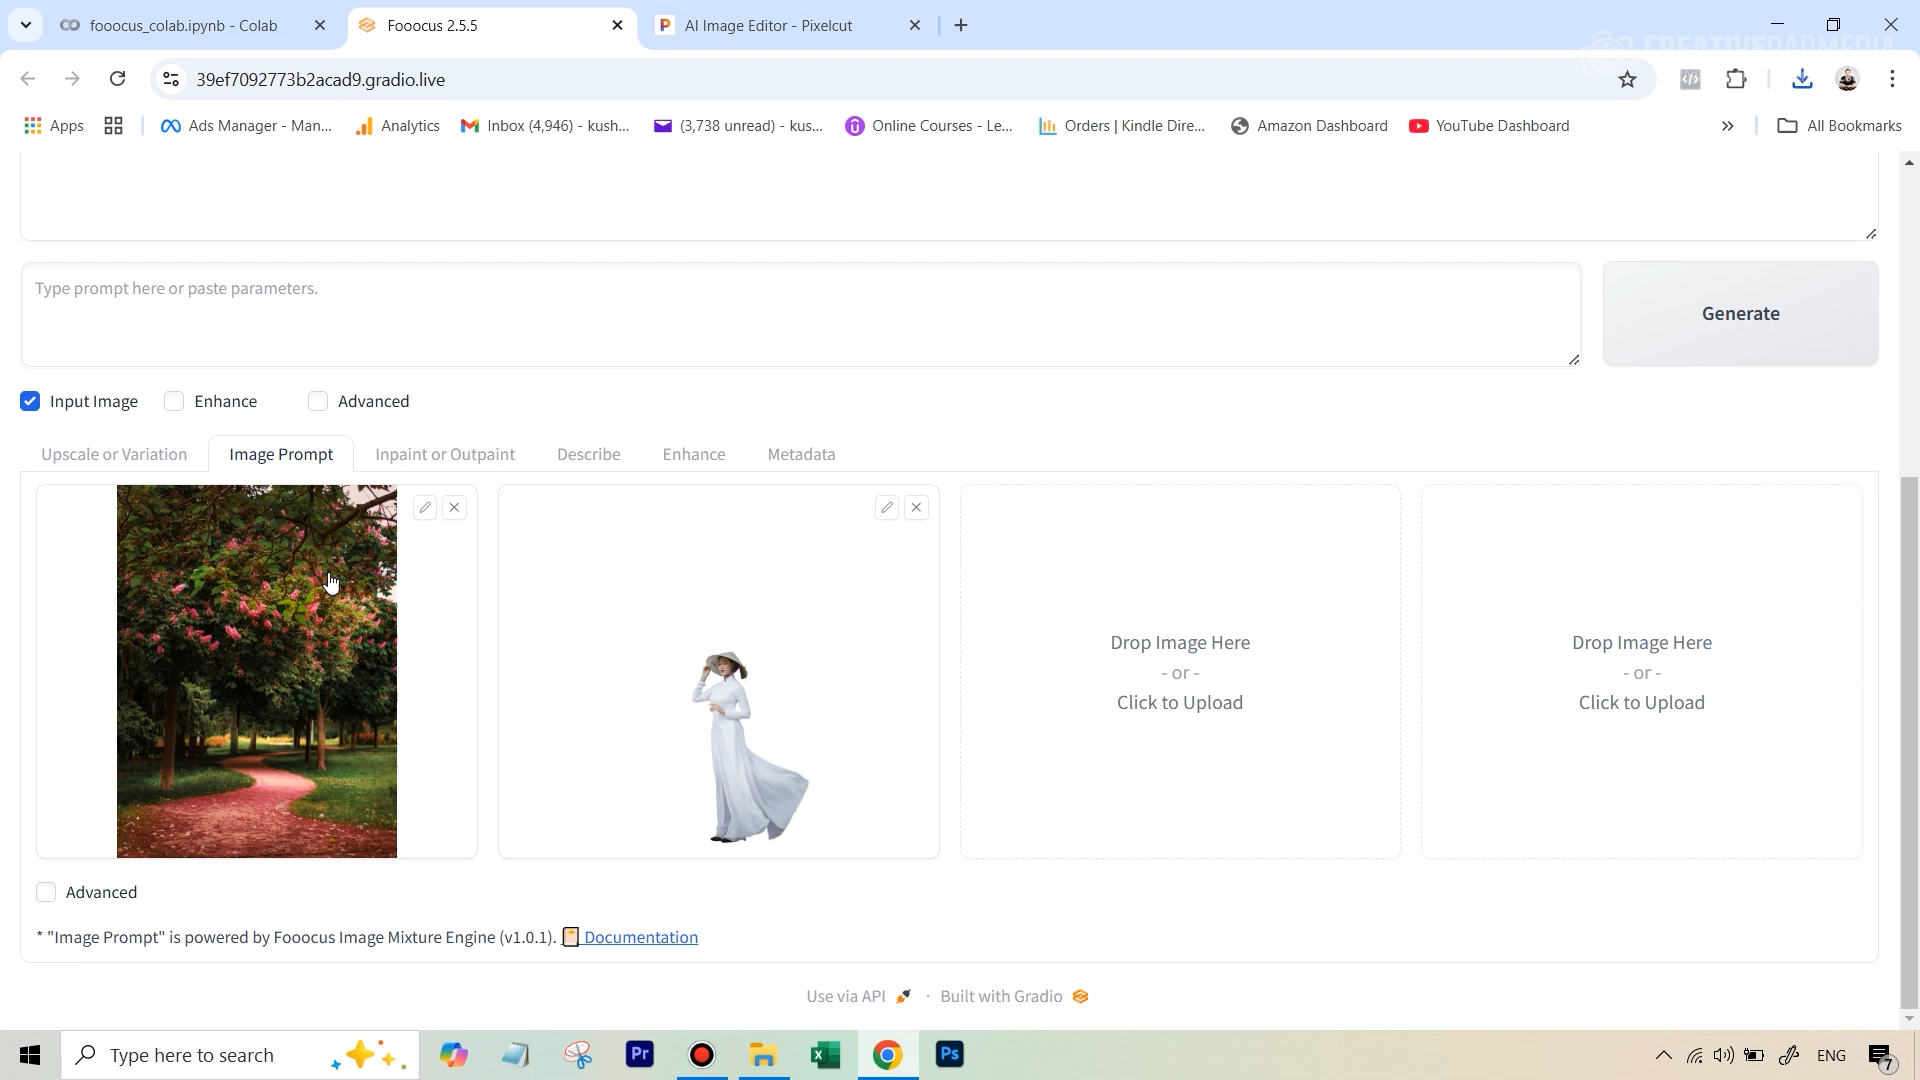 fooocus_colab.ipynb - Colab
Fooocus 2.5.5
AI Image Editor - Pixelcut
CREATIVEDADMEDIA
39ef7092773b2acad9.gradio.live
Apps
Ads Manager - Man...
Analytics
Inbox (4,946) - kush...
(3,738 unread) - kus...
Online Courses - Le...
Orders | Kindle Dire...
Amazon Dashboard
YouTube Dashboard
All Bookmarks
Type prompt here or paste parameters.
Generate
Input Image
Enhance
Advanced
Upscale or Variation
Image Prompt
Inpaint or Outpaint
Describe
Enhance
Metadata
Drop Image Here
- or -
Click to Upload
Drop Image Here
- or -
Click to Upload
Advanced
* "Image Prompt" is powered by Fooocus Image Mixture Engine (v1.0.1). 📔 Documentation
Use via API 🚀 · Built with Gradio
Type here to search
Pr
Ps
ENG
7